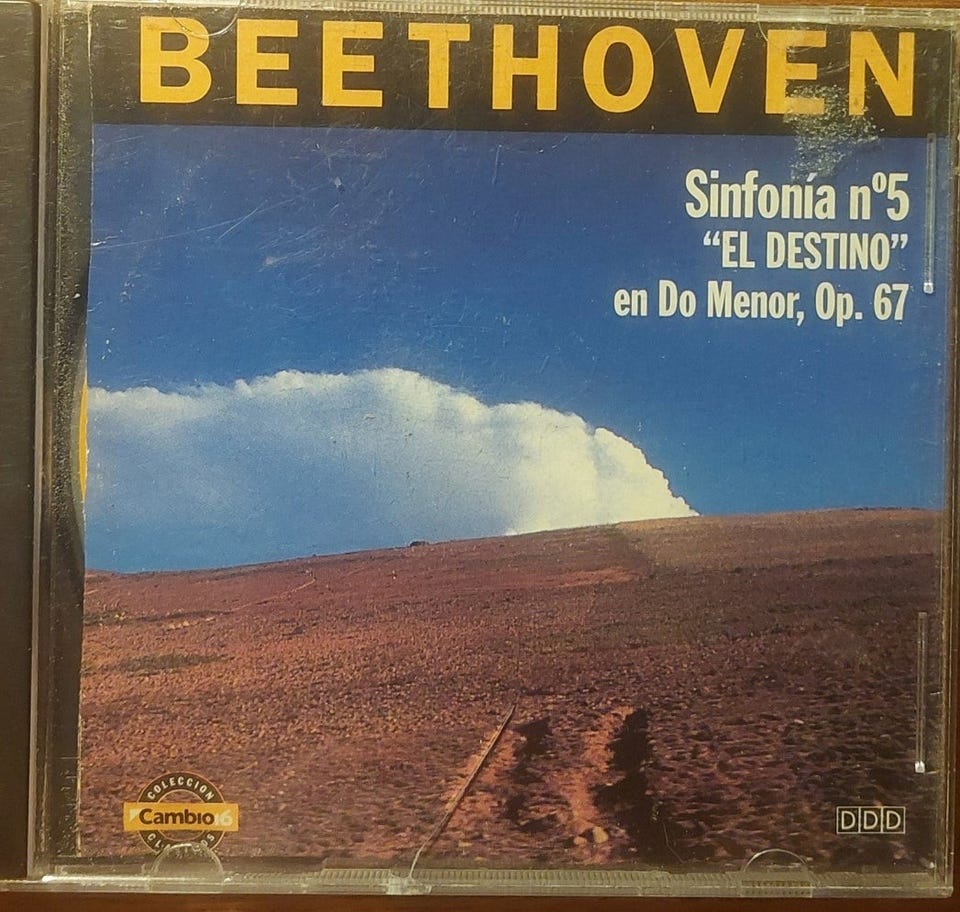 BEETHOVEN
Sinfonía nº5
“EL DESTINO”
en Do Menor, Op. 67
COLECCION
Cambio16
CLASICOS
DDD